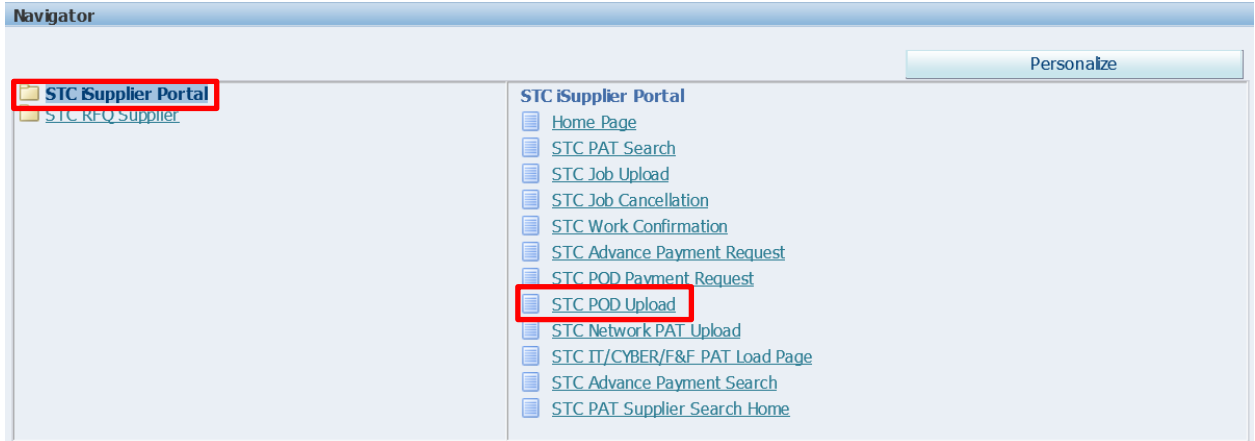 Navigator
Personalize
STC iSupplier Portal
STC RFQ Supplier
STC iSupplier Portal
Home Page
STC PAT Search
STC Job Upload
STC Job Cancellation
STC Work Confirmation
STC Advance Payment Request
STC POD Payment Request
STC POD Upload
STC Network PAT Upload
STC IT/CYBER/F&F PAT Load Page
STC Advance Payment Search
STC PAT Supplier Search Home